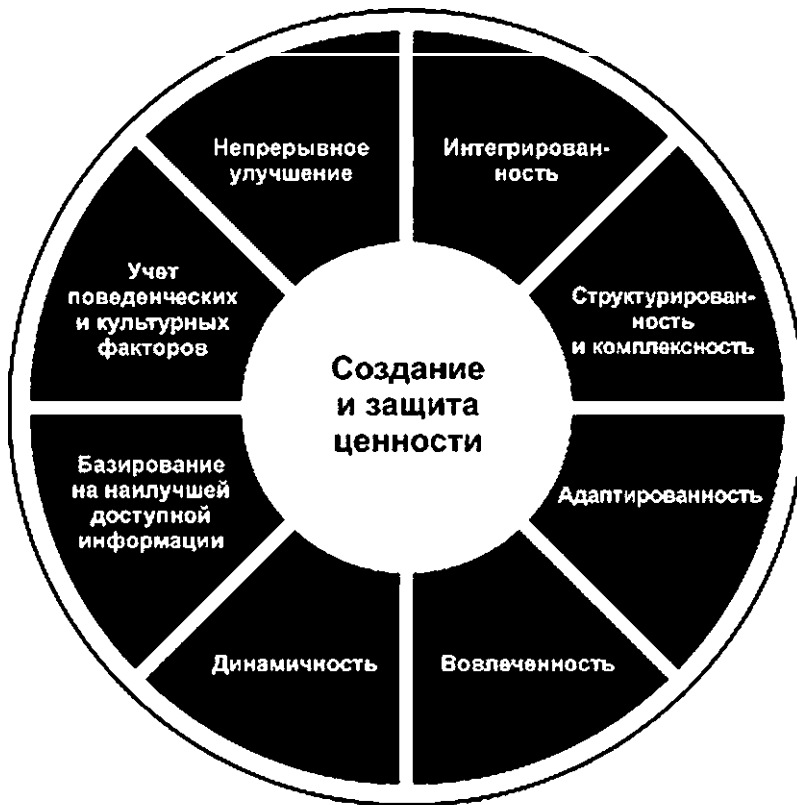 Непрерывное
улучшение
Интегрирован-
ность
Структурирован-
ность
и комплексность
Адаптированность
Вовлеченность
Динамичность
Базирование
на наилучшей
доступной
информации
Учет
поведенческих
и культурных
факторов
Создание
и защита
ценности